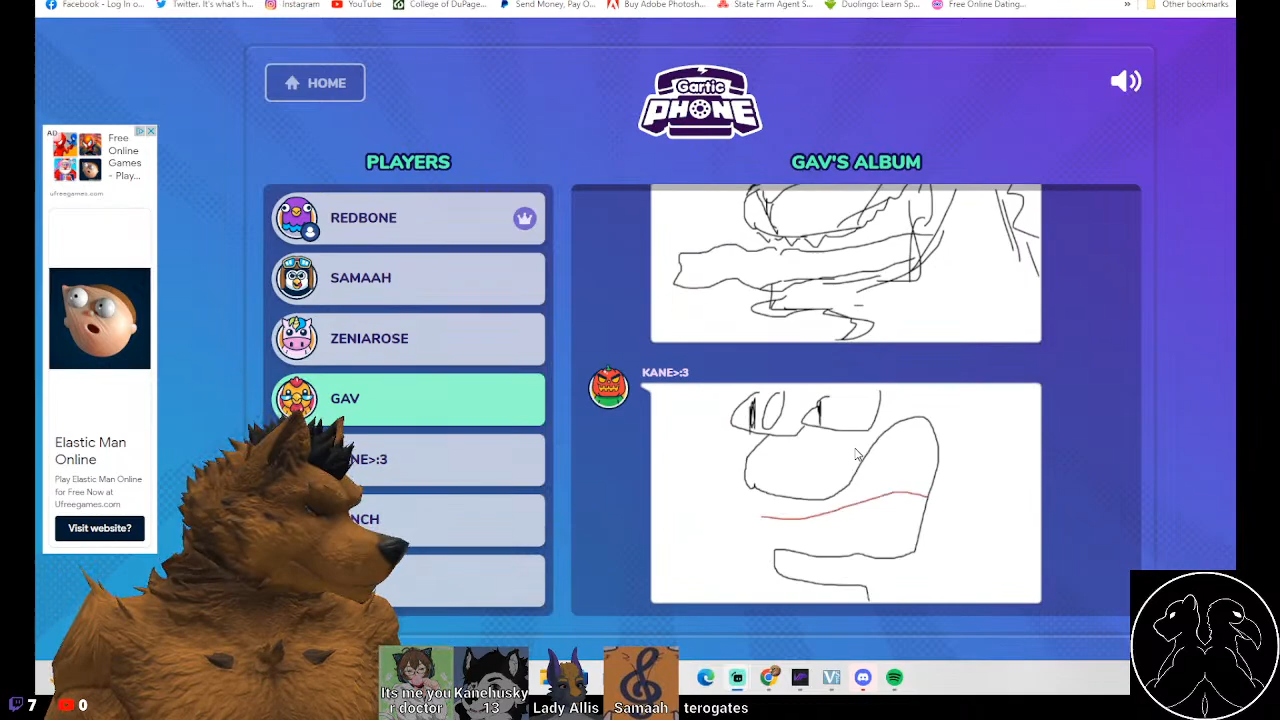 Facebook - Log In o...
Twitter. It's what's h...
Instagram
YouTube
College of DuPage...
Send Money, Pay O...
Buy Adobe Photosh...
State Farm Agent S...
Duolingo: Learn Sp...
Free Online Dating...
»
Other bookmarks
HOME
Gartic
PHONE
AD
Free
Online
Games
- Play...
ufreegames.com
PLAYERS
GAV'S ALBUM
REDBONE
SAMAAH
ZENIAROSE
GAV
NE>:3
NCH
KANE>:3
Elastic Man
Online
Play Elastic Man Online
for Free Now at
Ufreegames.com
Visit website?
Its me you
r doctor
Kanehusky
13
Lady Allis
Samaah
terogates
7
0